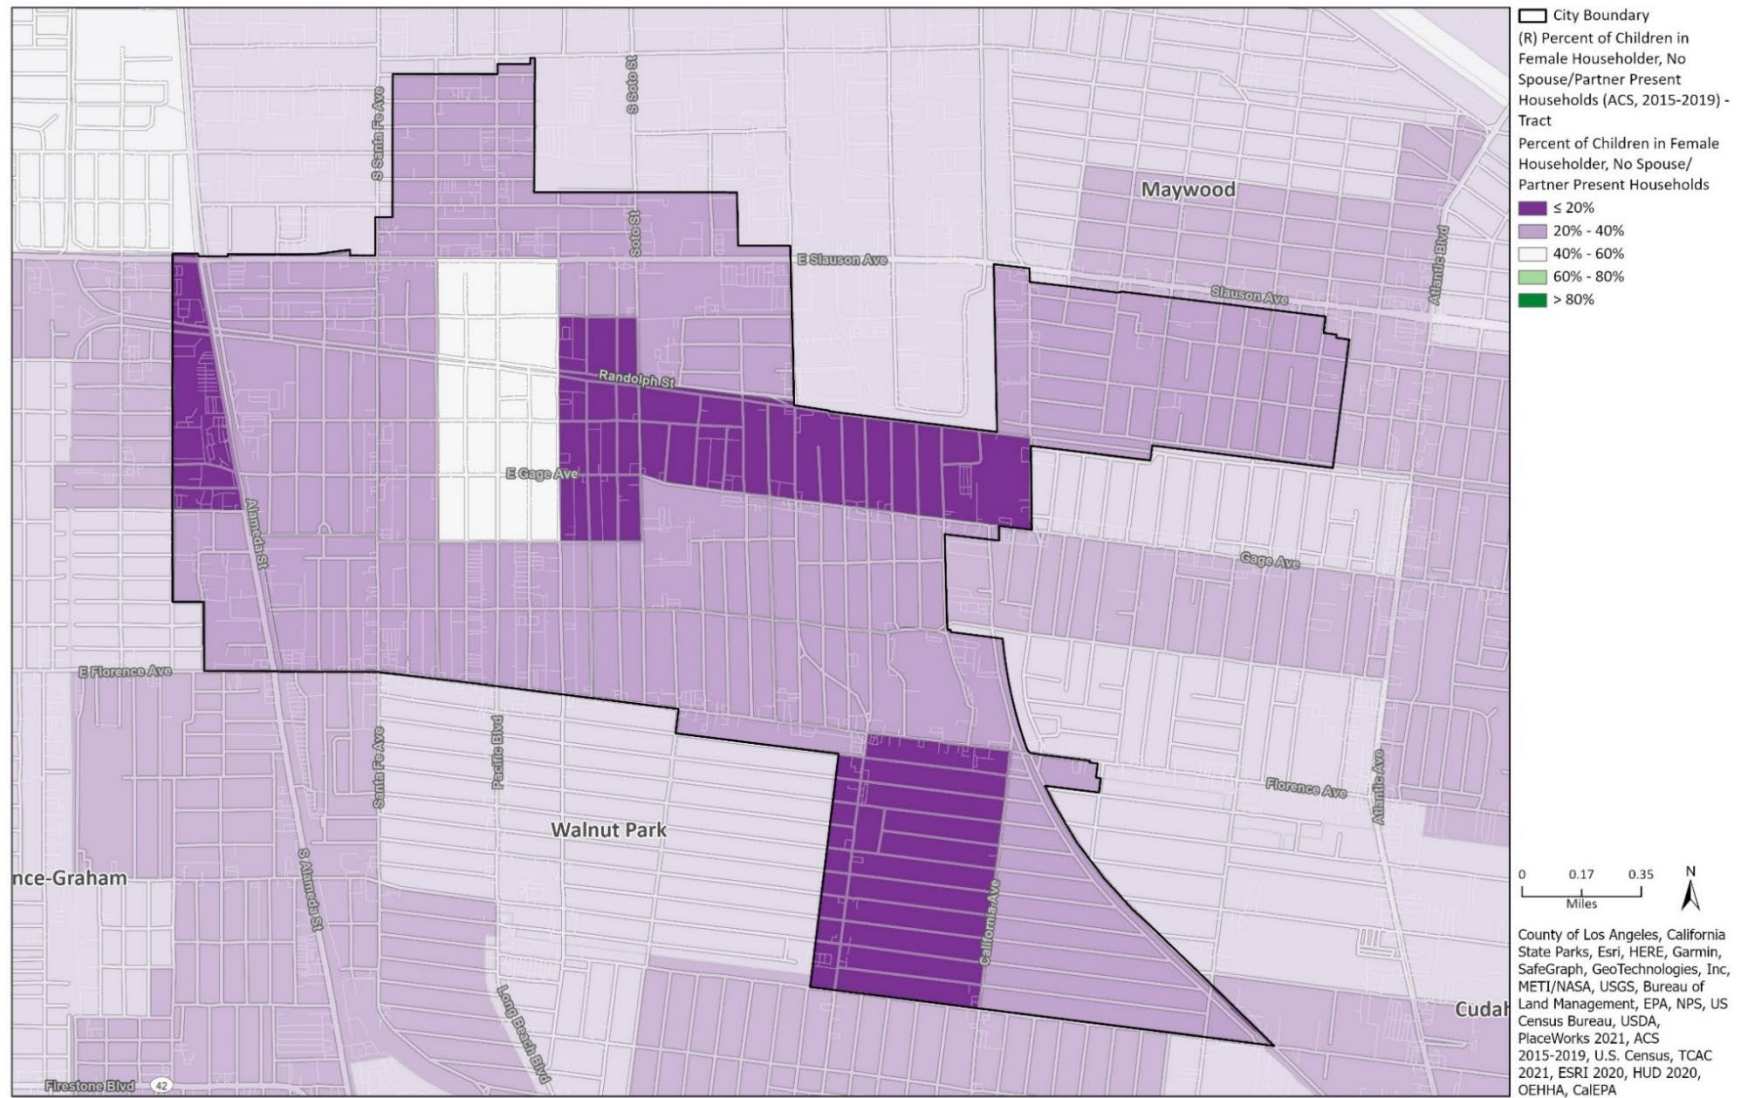 S Santa Fe Ave
S Soto St
Maywood
Soto St
Atlantic Blvd
E Slauson Ave
Slauson Ave
Randolph St
E Gage Ave
Alameda St
Gage Ave
E Florence Ave
Santa Fe Ave
Pacific Blvd
Florence Ave
Atlantic Ave
Walnut Park
nce-Graham
S Alameda St
California Ave
Long Beach Blvd
Cudah
Firestone Blvd
42
City Boundary
(R) Percent of Children in
Female Householder, No
Spouse/Partner Present
Households (ACS, 2015-2019) -
Tract
Percent of Children in Female
Householder, No Spouse/
Partner Present Households
≤ 20%
20% - 40%
40% - 60%
60% - 80%
> 80%
0 0.17 0.35
Miles
N
County of Los Angeles, California
State Parks, Esri, HERE, Garmin,
SafeGraph, GeoTechnologies, Inc,
METI/NASA, USGS, Bureau of
Land Management, EPA, NPS, US
Census Bureau, USDA,
PlaceWorks 2021, ACS
2015-2019, U.S. Census, TCAC
2021, ESRI 2020, HUD 2020,
OEHHA, CalEPA